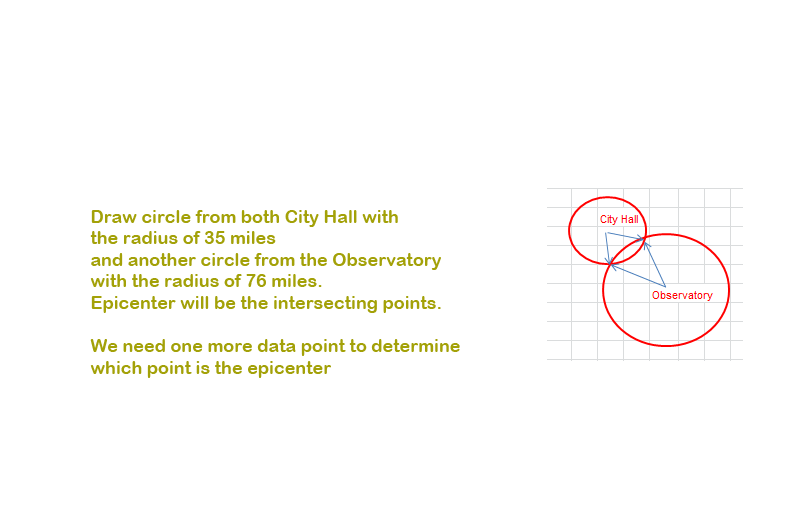 Draw circle from both City Hall with
the radius of 35 miles
and another circle from the Observatory
with the radius of 76 miles.
Epicenter will be the intersecting points.
We need one more data point to determine
which point is the epicenter
City Hall
Observatory